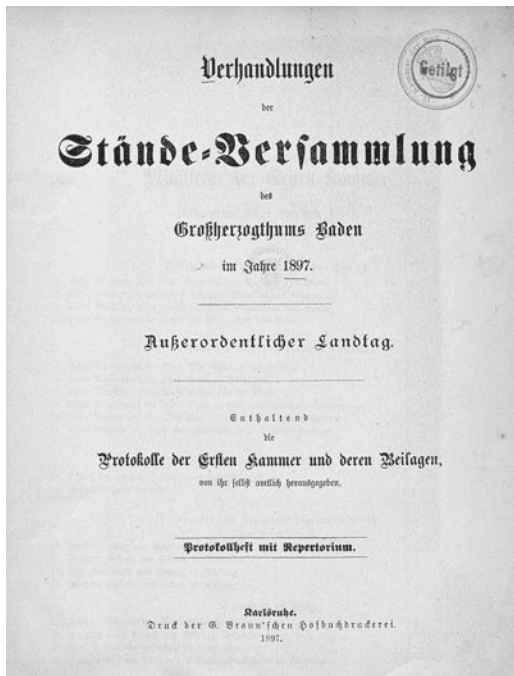 Verhandlungen
der
Stände-Versammlung
des
Großherzogthums Baden
im Jahre 1897.
Außerordentlicher Landtag.
Enthaltend
die
Protokolle der Ersten Kammer und deren Beilagen,
von ihr selbst amtlich herausgegeben.
Protokollheft mit Repertorium.
Karlsruhe.
Druck der G. Braun'schen Hofbuchdruckerei.
1897.
Getilgt